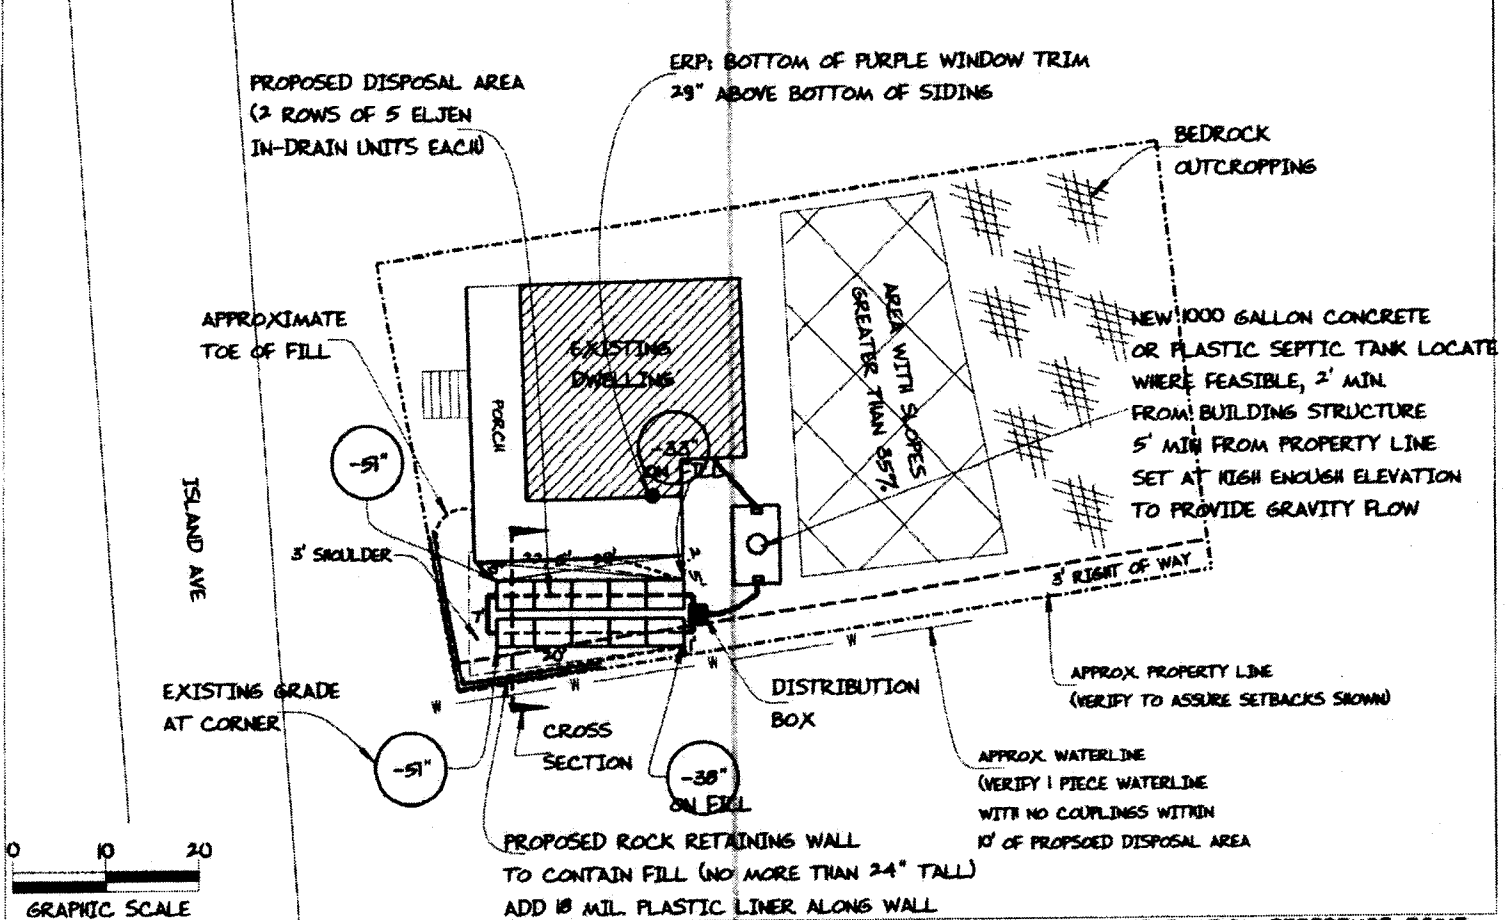 PROPOSED DISPOSAL AREA
(2 ROWS OF 5 ELJEN
IN-DRAIN UNITS EACH)
ERP: BOTTOM OF PURPLE WINDOW TRIM
29" ABOVE BOTTOM OF SIDING
BEDROCK
OUTCROPPING
APPROXIMATE
TOE OF FILL
EXISTING
DWELLING
PORCH
AREA WITH SLOPES
GREATER THAN 35%
NEW 1000 GALLON CONCRETE
OR PLASTIC SEPTIC TANK LOCATE
WHERE FEASIBLE, 2' MIN.
FROM BUILDING STRUCTURE
5' MIN FROM PROPERTY LINE
SET AT HIGH ENOUGH ELEVATION
TO PROVIDE GRAVITY FLOW
-51"
-33"
ON FILL
ISLAND AVE
3' SHOULDER
20'
5'
7'
20'
3' RIGHT OF WAY
W
W
W
W
EXISTING GRADE
AT CORNER
-51"
CROSS
SECTION
-38"
ON FILL
DISTRIBUTION
BOX
APPROX. PROPERTY LINE
(VERIFY TO ASSURE SETBACKS SHOWN)
APPROX. WATERLINE
(VERIFY 1 PIECE WATERLINE
WITH NO COUPLINGS WITHIN
10' OF PROPSOED DISPOSAL AREA
PROPOSED ROCK RETAINING WALL
TO CONTAIN FILL (NO MORE THAN 24" TALL)
ADD 18 MIL. PLASTIC LINER ALONG WALL
0 10 20
GRAPHIC SCALE